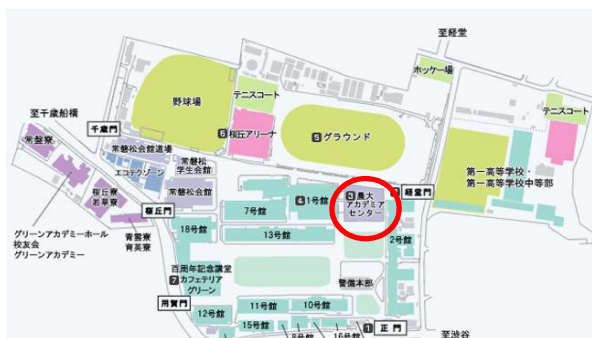 至経堂
ホッケー場
テニスコート
野球場
テニスコート
至千歳船橋
千歳門
6 桜丘アリーナ
5 グラウンド
常磐松会館道場
常磐松
学生会館
第一高等学校・
第一高等学校中等部
常磐寮
エコテクゾーン
桜丘寮
若草寮
常磐松会館
桜丘門
7号館
4 1号館
3 農大
アカデミア
センター
経堂門
グリーンアカデミーホール
校友会
グリーンアカデミー
青雲寮
育英寮
18号館
13号館
2号館
百周年記念講堂
7 カフェテリア
グリーン
警備本部
用賀門
12号館
11号館
10号館
15号館
1 正門
至渋谷